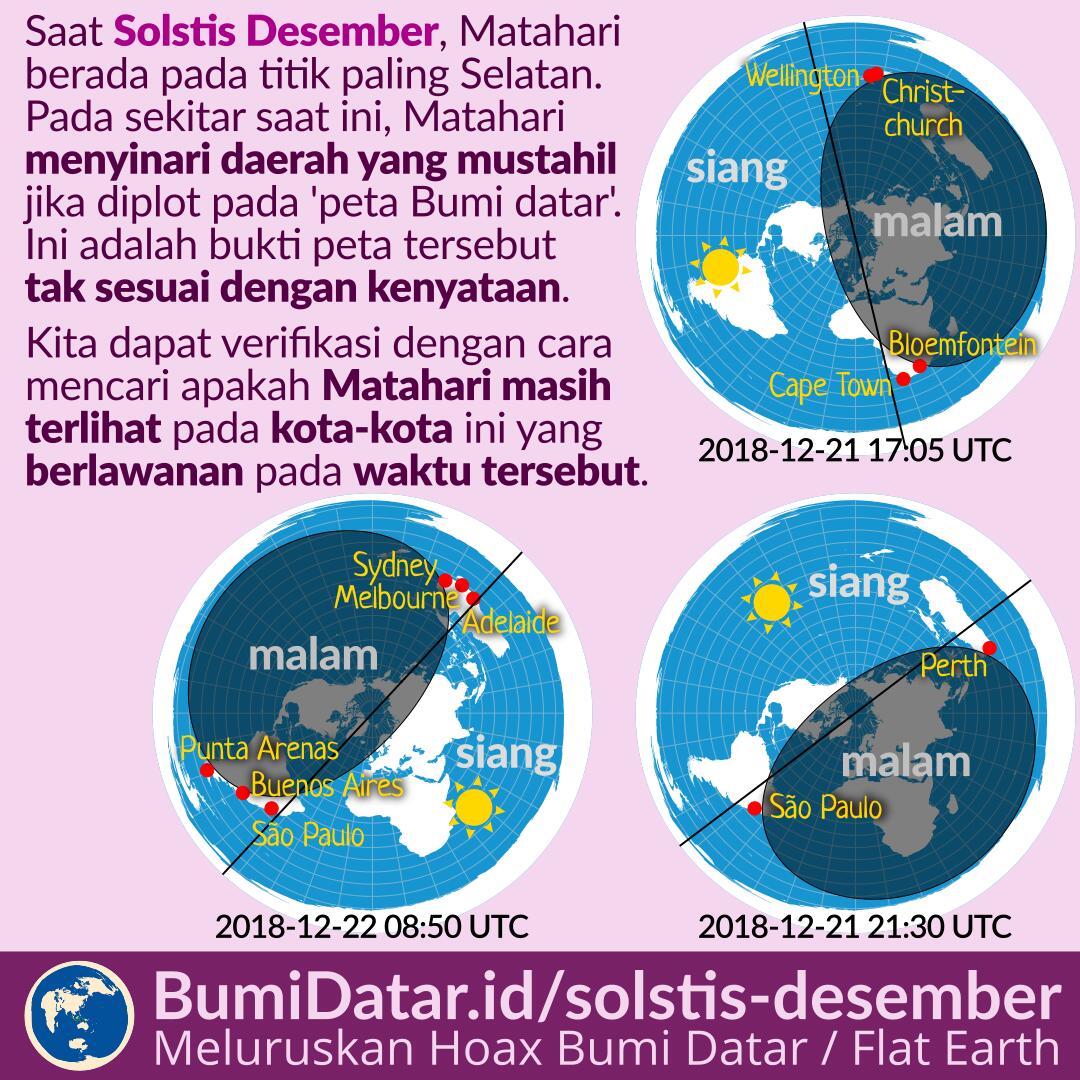 Saat Solstis Desember, Matahari
berada pada titik paling Selatan.
Pada sekitar saat ini, Matahari
menyinari daerah yang mustahil
jika diplot pada 'peta Bumi datar'.
Ini adalah bukti peta tersebut
tak sesuai dengan kenyataan.
Kita dapat verifikasi dengan cara
mencari apakah Matahari masih
terlihat pada kota-kota ini yang
berlawanan pada waktu tersebut.
Wellington
Christ-
church
siang
malam
Bloemfontein
Cape Town
2018-12-21 17:05 UTC
Sydney
Melbourne
Adelaide
malam
siang
Punta Arenas
Buenos Aires
São Paulo
2018-12-22 08:50 UTC
siang
Perth
malam
São Paulo
2018-12-21 21:30 UTC
BumiDatar.id/solstis-desember
Meluruskan Hoax Bumi Datar / Flat Earth